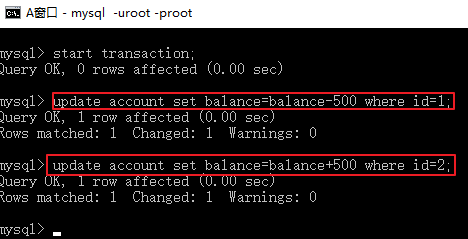 A窗口 - mysql -uroot -proot
mysql> start transaction;
Query OK, 0 rows affected (0.00 sec)
mysql> update account set balance=balance-500 where id=1;
Query OK, 1 row affected (0.00 sec)
Rows matched: 1  Changed: 1  Warnings: 0
mysql> update account set balance=balance+500 where id=2;
Query OK, 1 row affected (0.00 sec)
Rows matched: 1  Changed: 1  Warnings: 0
mysql>